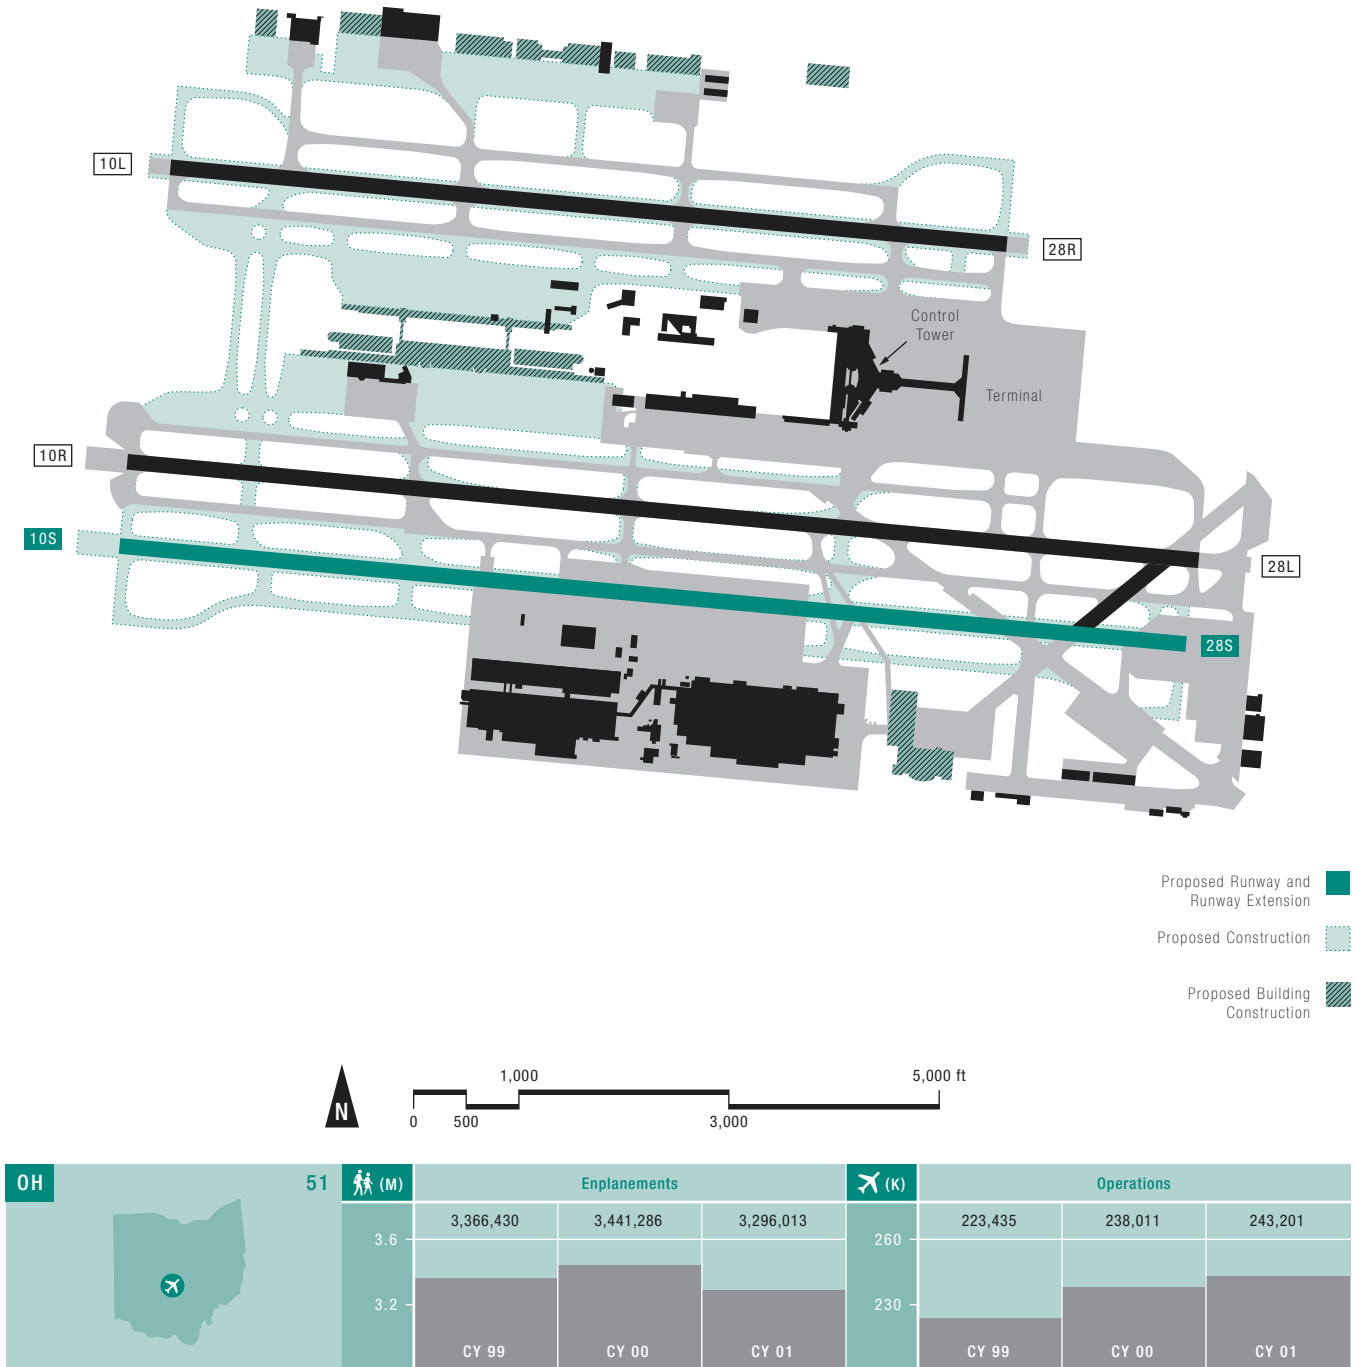 10L
28R
Control
Tower
Terminal
10R
10S
28L
28S
Proposed Runway and
Runway Extension
Proposed Construction
Proposed Building
Construction
N
1,000
5,000 ft
0
500
3,000
OH
51
(M)
Enplanements
(K)
Operations
3,366,430
3,441,286
3,296,013
223,435
238,011
243,201
3.6
260
3.2
230
CY 99
CY 00
CY 01
CY 99
CY 00
CY 01